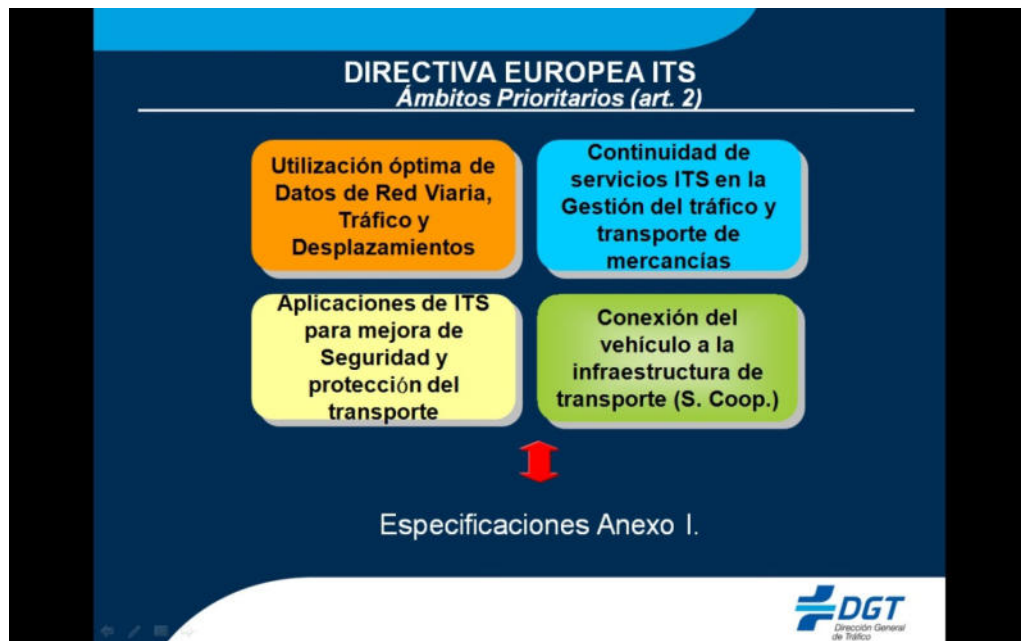 DIRECTIVA EUROPEA ITS
Ámbitos Prioritarios (art. 2)
Utilización óptima de
Datos de Red Viaria,
Tráfico y
Desplazamientos
Continuidad de
servicios ITS en la
Gestión del tráfico y
transporte de
mercancías
Aplicaciones de ITS
para mejora de
Seguridad y
protección del
transporte
Conexión del
vehículo a la
infraestructura de
transporte (S. Coop.)
Especificaciones Anexo I.
DGT
Dirección General
de Tráfico